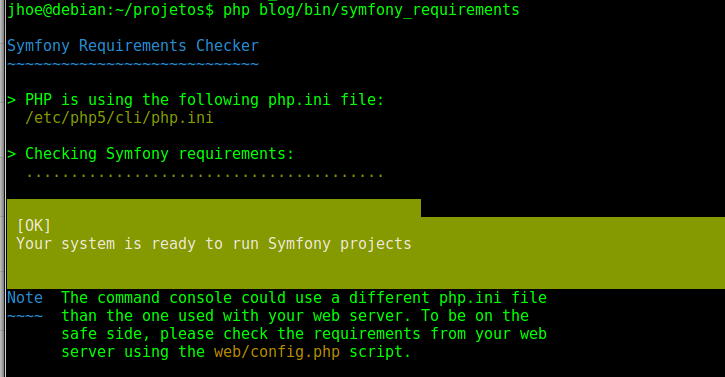 jhoe@debian:~/projetos$ php blog/bin/symfony_requirements
Symfony Requirements Checker
~~~~~~~~~~~~~~~~~~~~~~~~~~~~
> PHP is using the following php.ini file:
/etc/php5/cli/php.ini
> Checking Symfony requirements:
........................................
[OK]
Your system is ready to run Symfony projects
Note  The command console could use a different php.ini file
~~~~  than the one used with your web server. To be on the
safe side, please check the requirements from your web
server using the web/config.php script.